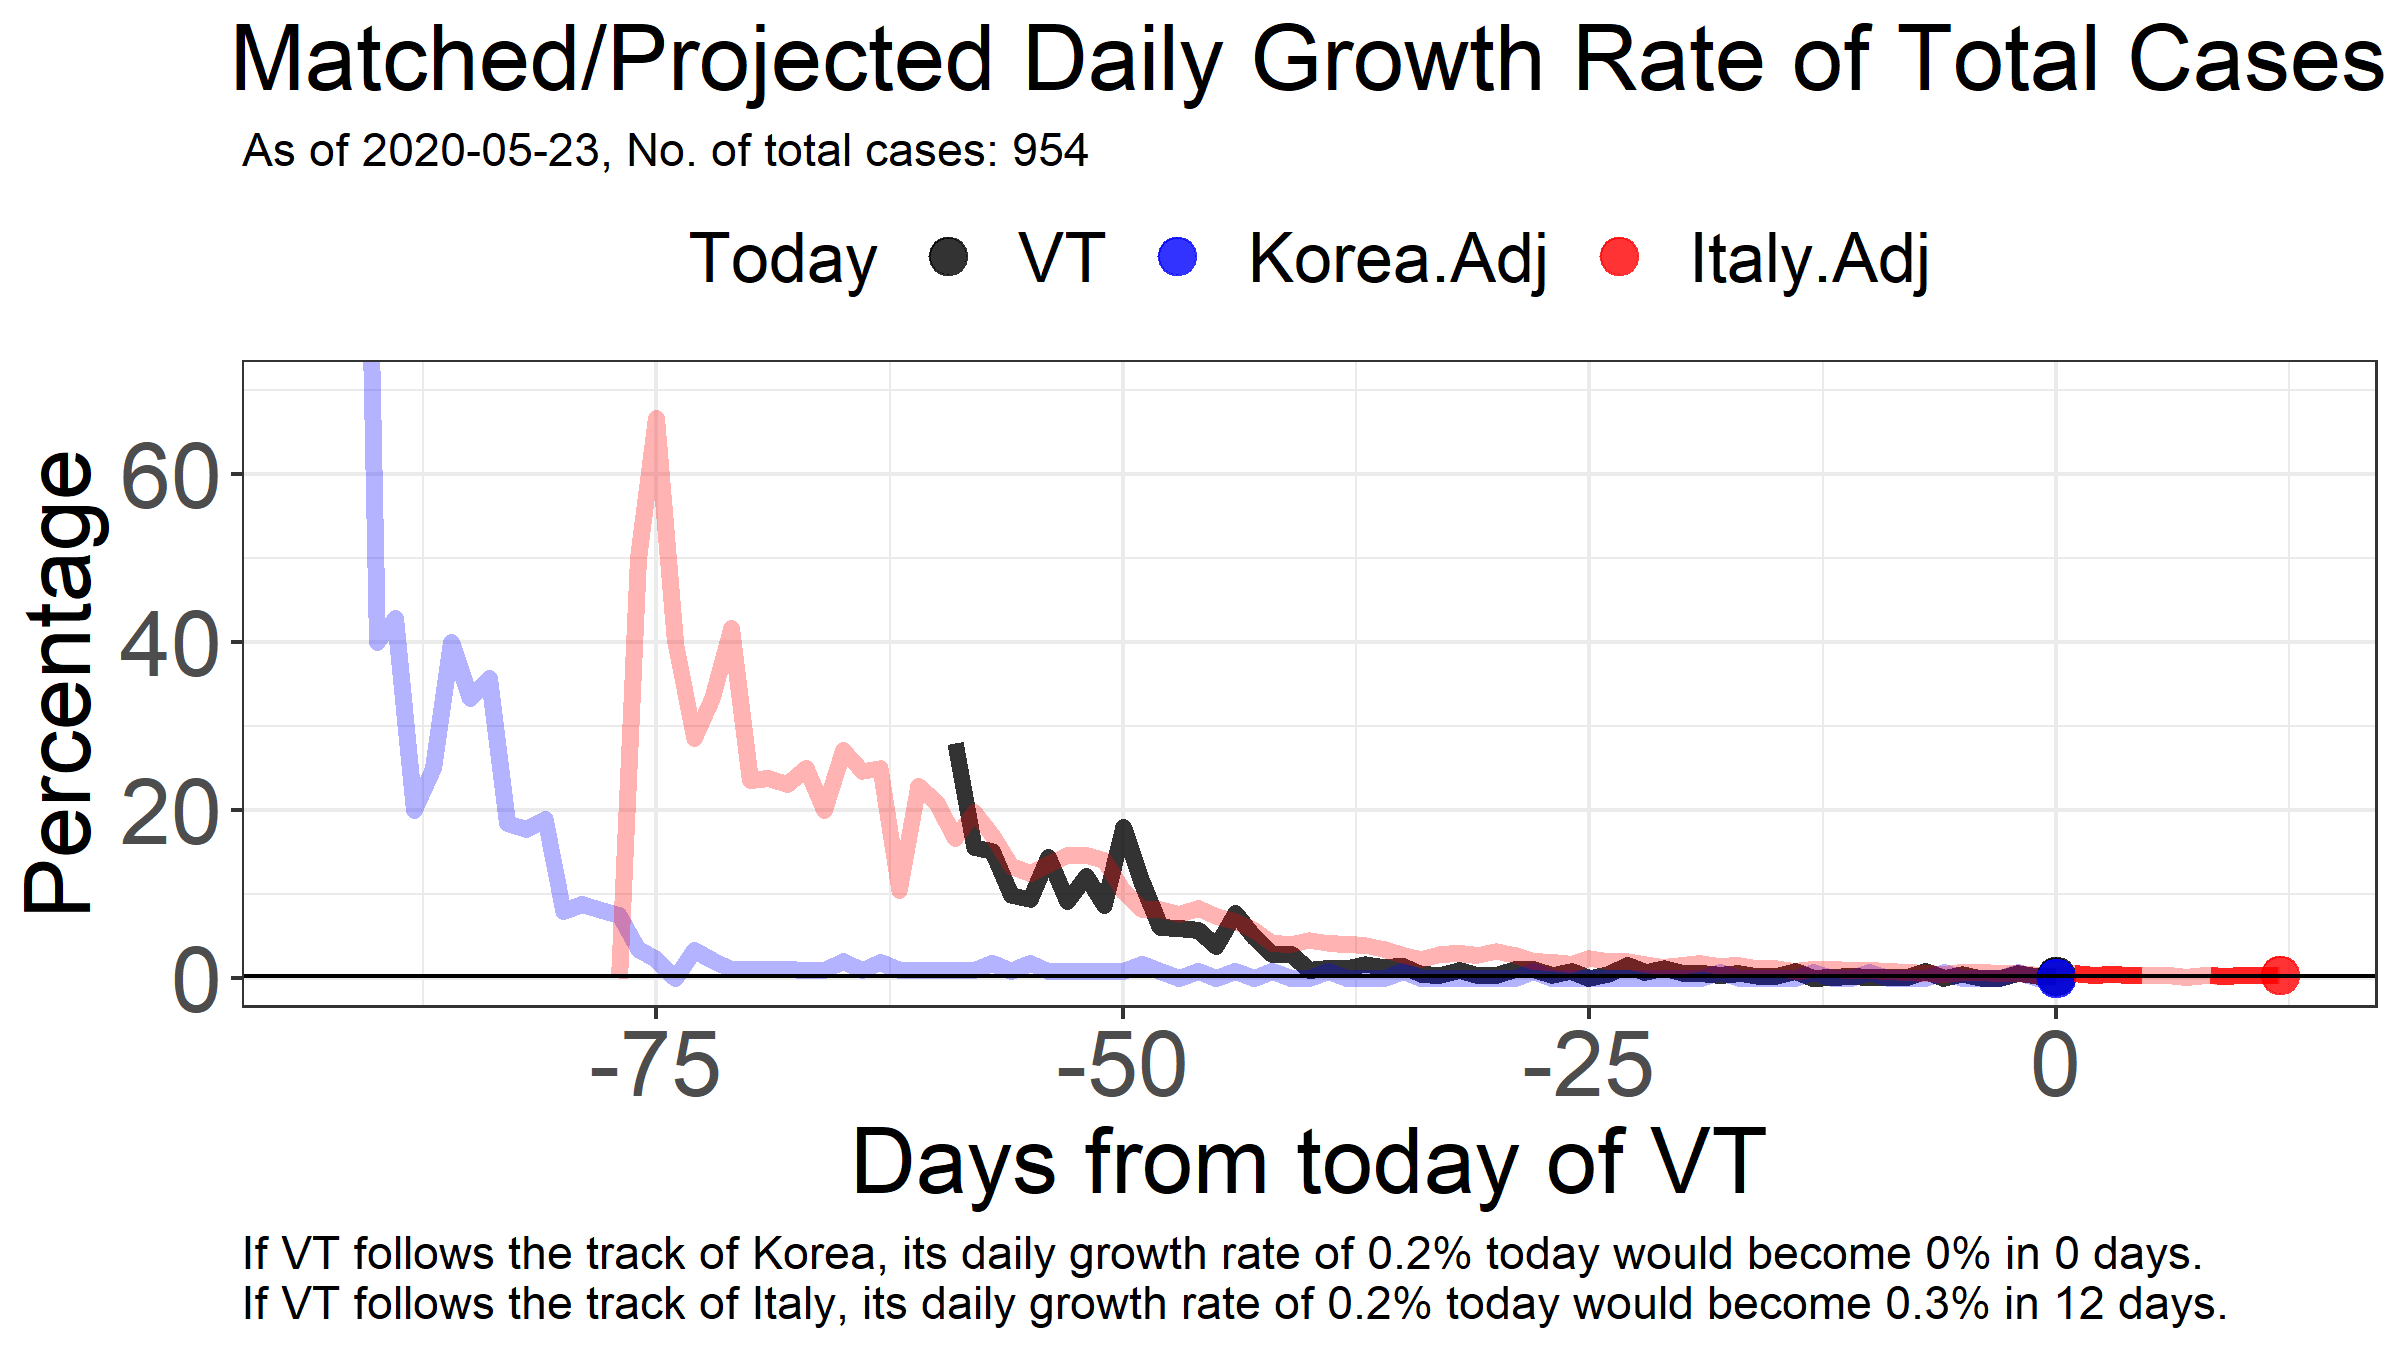 Matched/Projected Daily Growth Rate of Total Cases
As of 2020-05-23, No. of total cases: 954
Today VT Korea.Adj Italy.Adj
Percentage
60
40
20
0
-75 -50 -25 0
Days from today of VT
If VT follows the track of Korea, its daily growth rate of 0.2% today would become 0% in 0 days.
If VT follows the track of Italy, its daily growth rate of 0.2% today would become 0.3% in 12 days.